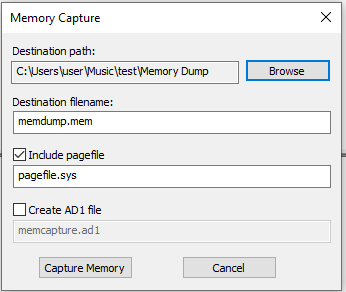 Memory Capture
Destination path:
C:\Users\user\Music\test\Memory Dump
Browse
Destination filename:
memdump.mem
Include pagefile
pagefile.sys
Create AD1 file
memcapture.ad1
Capture Memory
Cancel